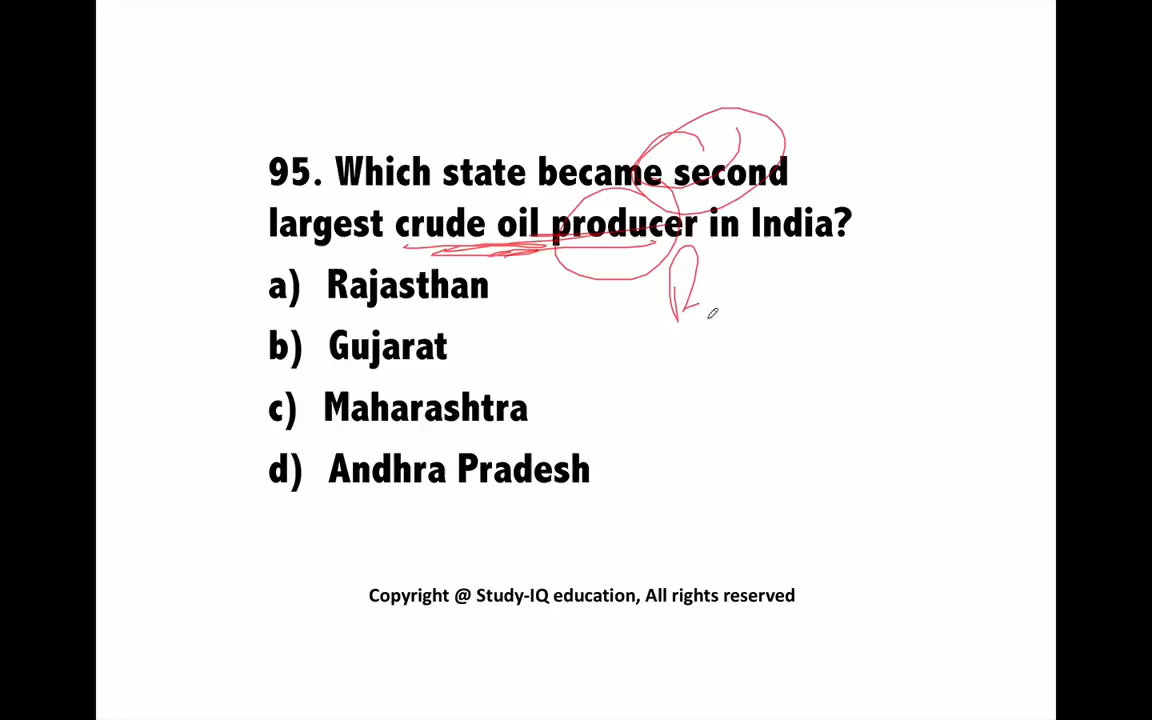 95. Which state became second
largest crude oil producer in India?
R
a) Rajasthan
b) Gujarat
c) Maharashtra
d) Andhra Pradesh
Copyright @ Study-IQ education, All rights reserved